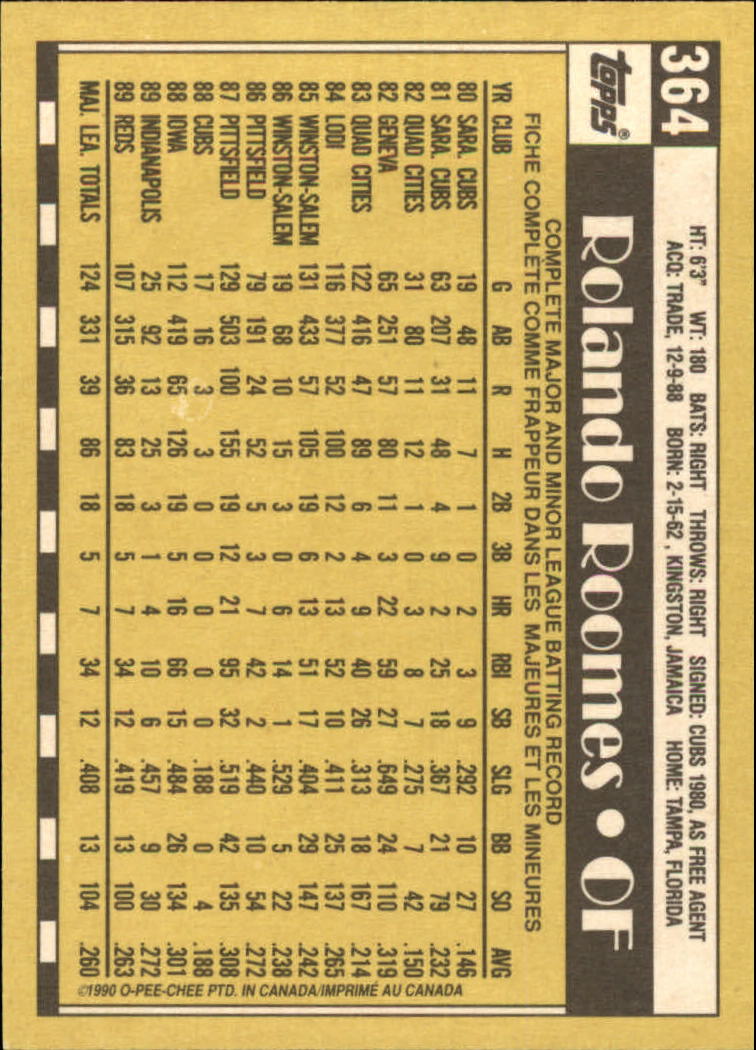 364
topps®
HT: 6'3" WT: 180 BATS: RIGHT THROWS: RIGHT SIGNED: CUBS 1980, AS FREE AGENT
ACQ: TRADE, 12-9-88 BORN: 2-15-62 , KINGSTON, JAMAICA HOME: TAMPA, FLORIDA
Rolando Roomes • OF
COMPLETE MAJOR AND MINOR LEAGUE BATTING RECORD
FICHE COMPLÈTE COMME FRAPPEUR DANS LES MAJEURES ET LES MINEURES
YR CLUB G AB R H 2B 3B HR RBI SB SLG BB SO AVG
80 SARA. CUBS 19 48 11 7 1 0 2 3 9 .292 10 27 .146
81 SARA. CUBS 63 207 31 48 4 9 2 25 18 .367 21 79 .232
82 QUAD CITIES 31 80 11 12 1 0 3 8 7 .275 7 42 .150
82 GENEVA 65 251 57 80 11 3 22 59 27 .649 24 110 .319
83 QUAD CITIES 122 416 47 89 6 4 9 40 26 .313 18 167 .214
84 LODI 116 377 52 100 12 2 13 52 10 .411 25 137 .265
85 WINSTON-SALEM 131 433 57 105 19 6 13 51 17 .404 29 147 .242
86 WINSTON-SALEM 19 68 10 15 3 0 6 14 1 .529 5 22 .238
86 PITTSFIELD 79 191 24 52 5 3 7 42 2 .440 10 54 .272
87 PITTSFIELD 129 503 100 155 19 12 21 95 32 .519 42 135 .308
88 CUBS 17 16 3 3 0 0 0 0 0 .188 0 4 .188
88 IOWA 112 419 65 126 19 5 16 66 15 .484 26 134 .301
89 INDIANAPOLIS 25 92 13 25 3 1 4 10 6 .457 9 30 .272
89 REDS 107 315 36 83 18 5 7 34 12 .419 13 100 .263
MAJ. LEA. TOTALS 124 331 39 86 18 5 7 34 12 .408 13 104 .260
©1990 O-PEE-CHEE PTD. IN CANADA/IMPRIMÉ AU CANADA